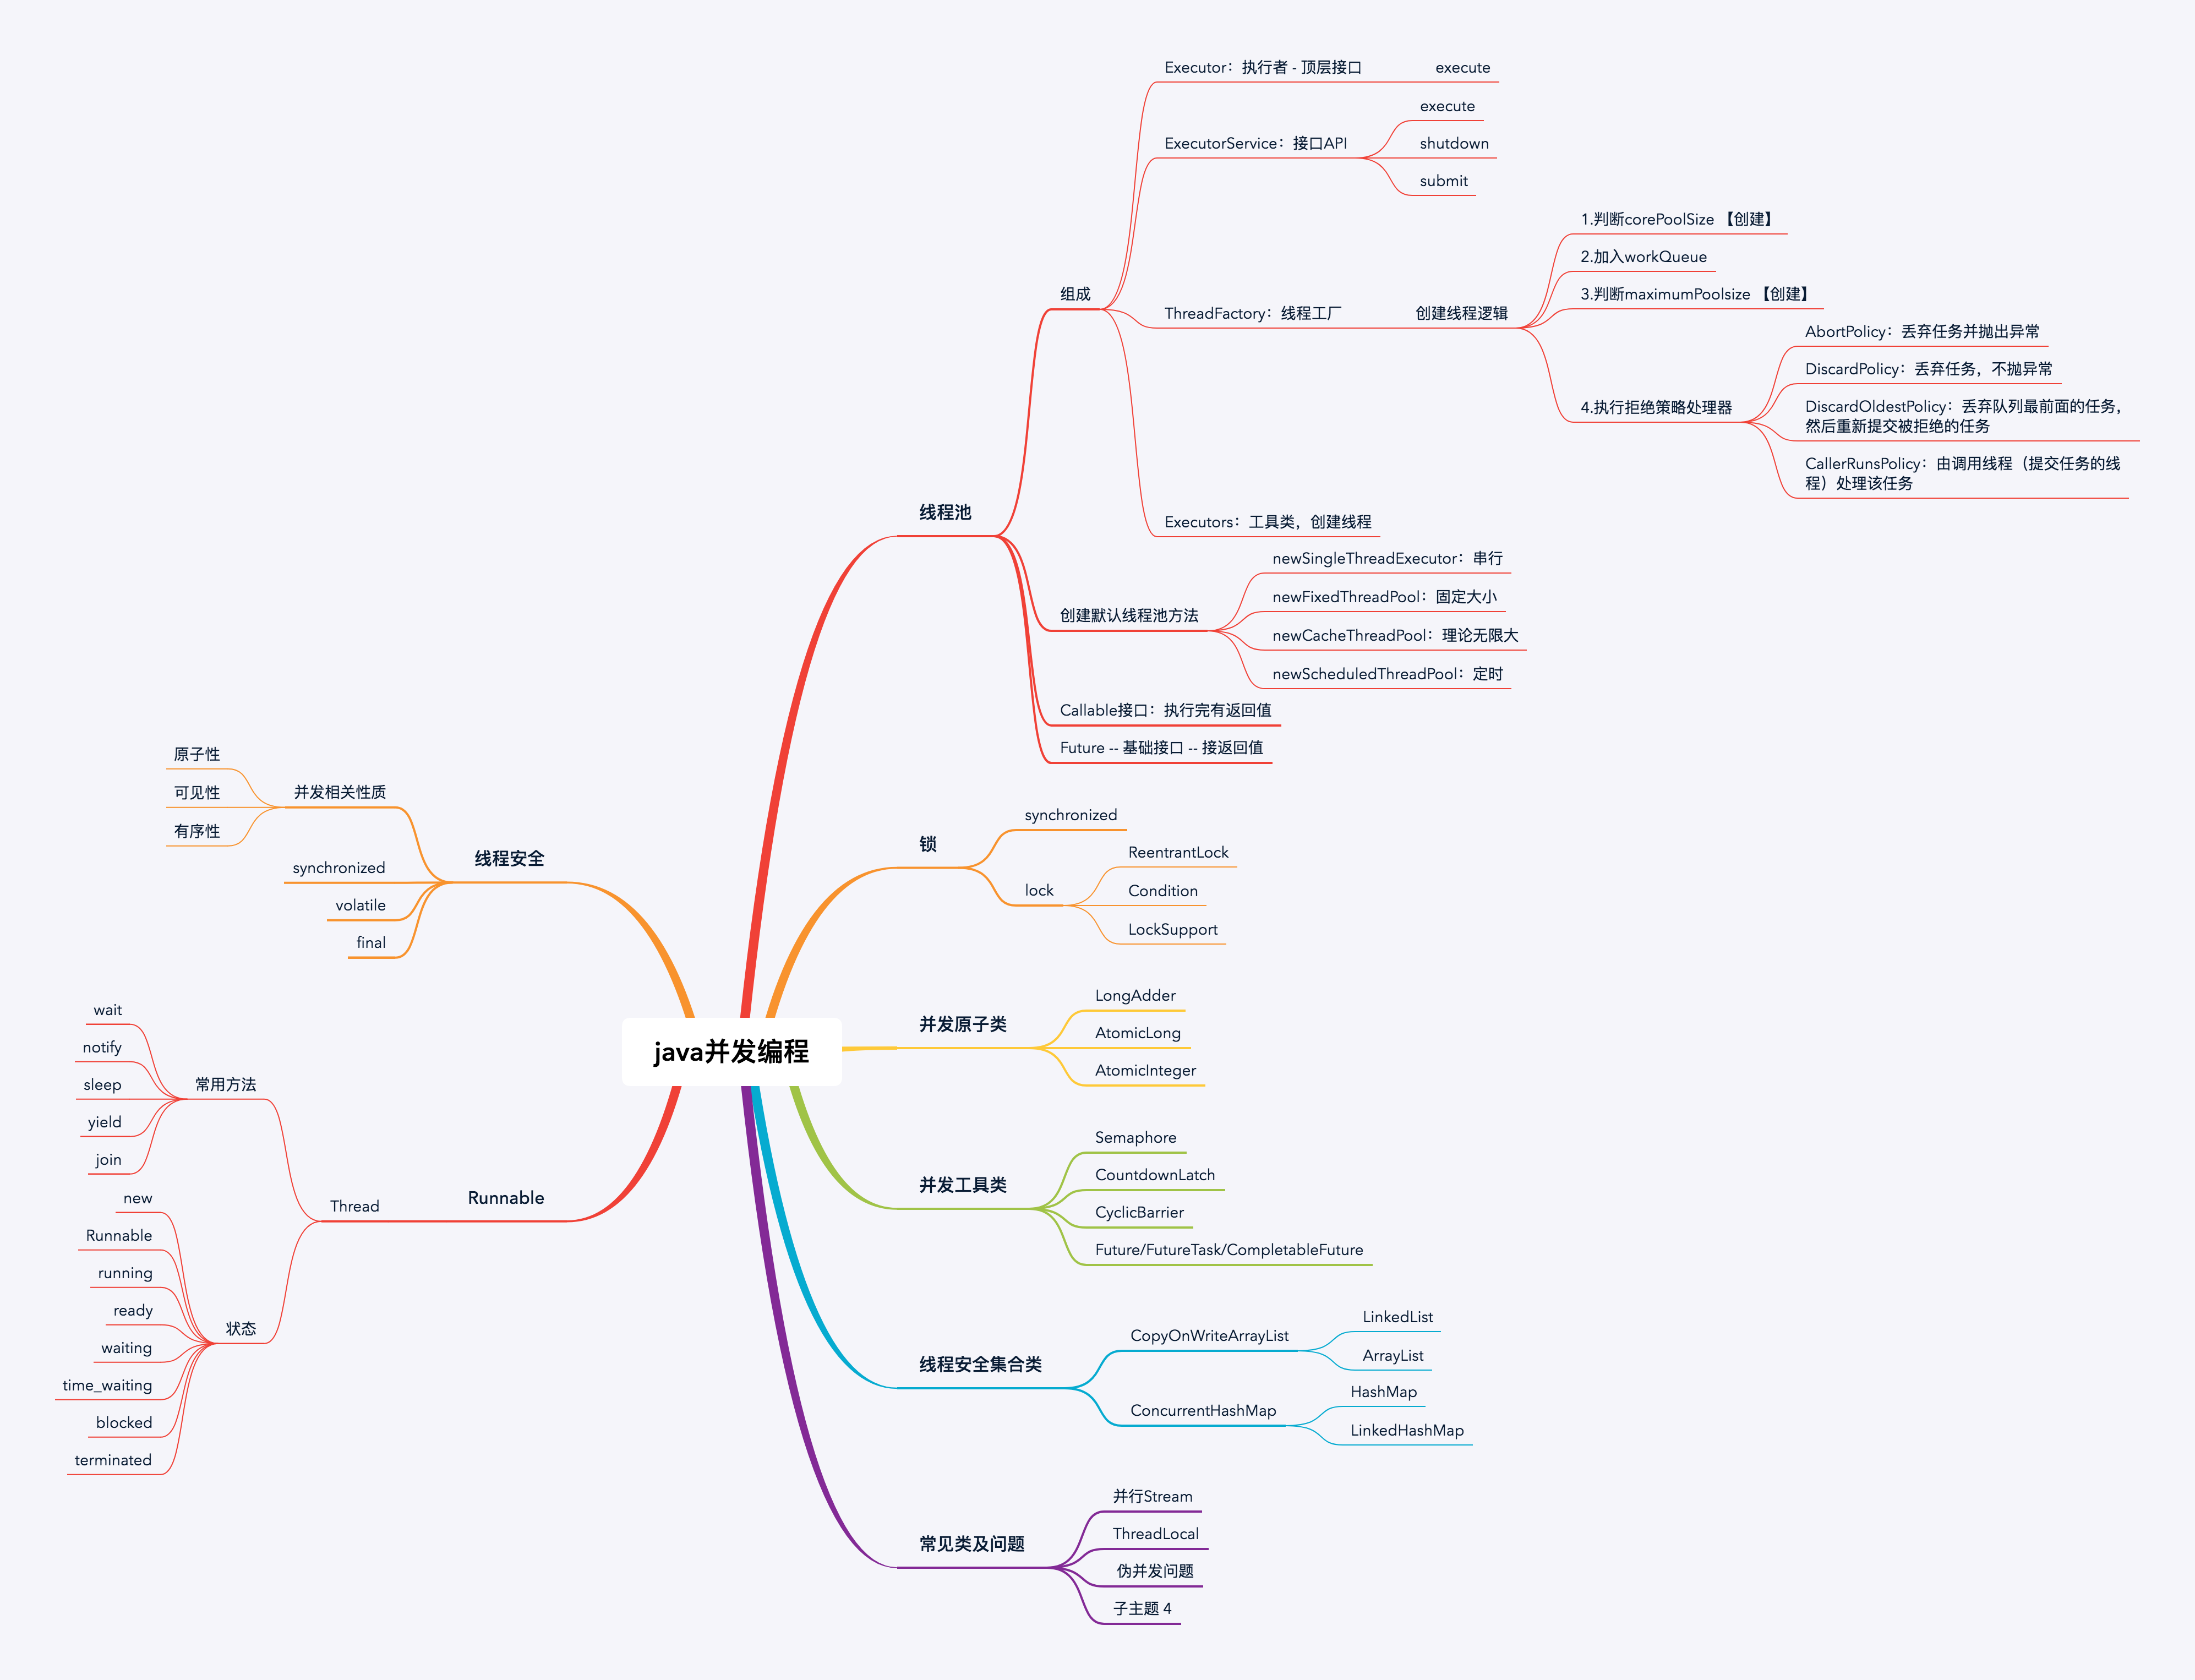 java并发编程
线程池
组成
Executor：执行者 - 顶层接口
execute
ExecutorService：接口API
execute
shutdown
submit
ThreadFactory：线程工厂
创建线程逻辑
1.判断corePoolSize 【创建】
2.加入workQueue
3.判断maximumPoolsize 【创建】
4.执行拒绝策略处理器
AbortPolicy：丢弃任务并抛出异常
DiscardPolicy：丢弃任务，不抛异常
DiscardOldestPolicy：丢弃队列最前面的任务，
然后重新提交被拒绝的任务
CallerRunsPolicy：由调用线程（提交任务的线
程）处理该任务
Executors：工具类，创建线程
创建默认线程池方法
newSingleThreadExecutor：串行
newFixedThreadPool：固定大小
newCacheThreadPool：理论无限大
newScheduledThreadPool：定时
Callable接口：执行完有返回值
Future -- 基础接口 -- 接返回值
锁
synchronized
lock
ReentrantLock
Condition
LockSupport
并发原子类
LongAdder
AtomicLong
AtomicInteger
并发工具类
Semaphore
CountdownLatch
CyclicBarrier
Future/FutureTask/CompletableFuture
线程安全集合类
CopyOnWriteArrayList
LinkedList
ArrayList
ConcurrentHashMap
HashMap
LinkedHashMap
常见类及问题
并行Stream
ThreadLocal
伪并发问题
子主题 4
线程安全
并发相关性质
原子性
可见性
有序性
synchronized
volatile
final
Runnable
Thread
常用方法
wait
notify
sleep
yield
join
状态
new
Runnable
running
ready
waiting
time_waiting
blocked
terminated